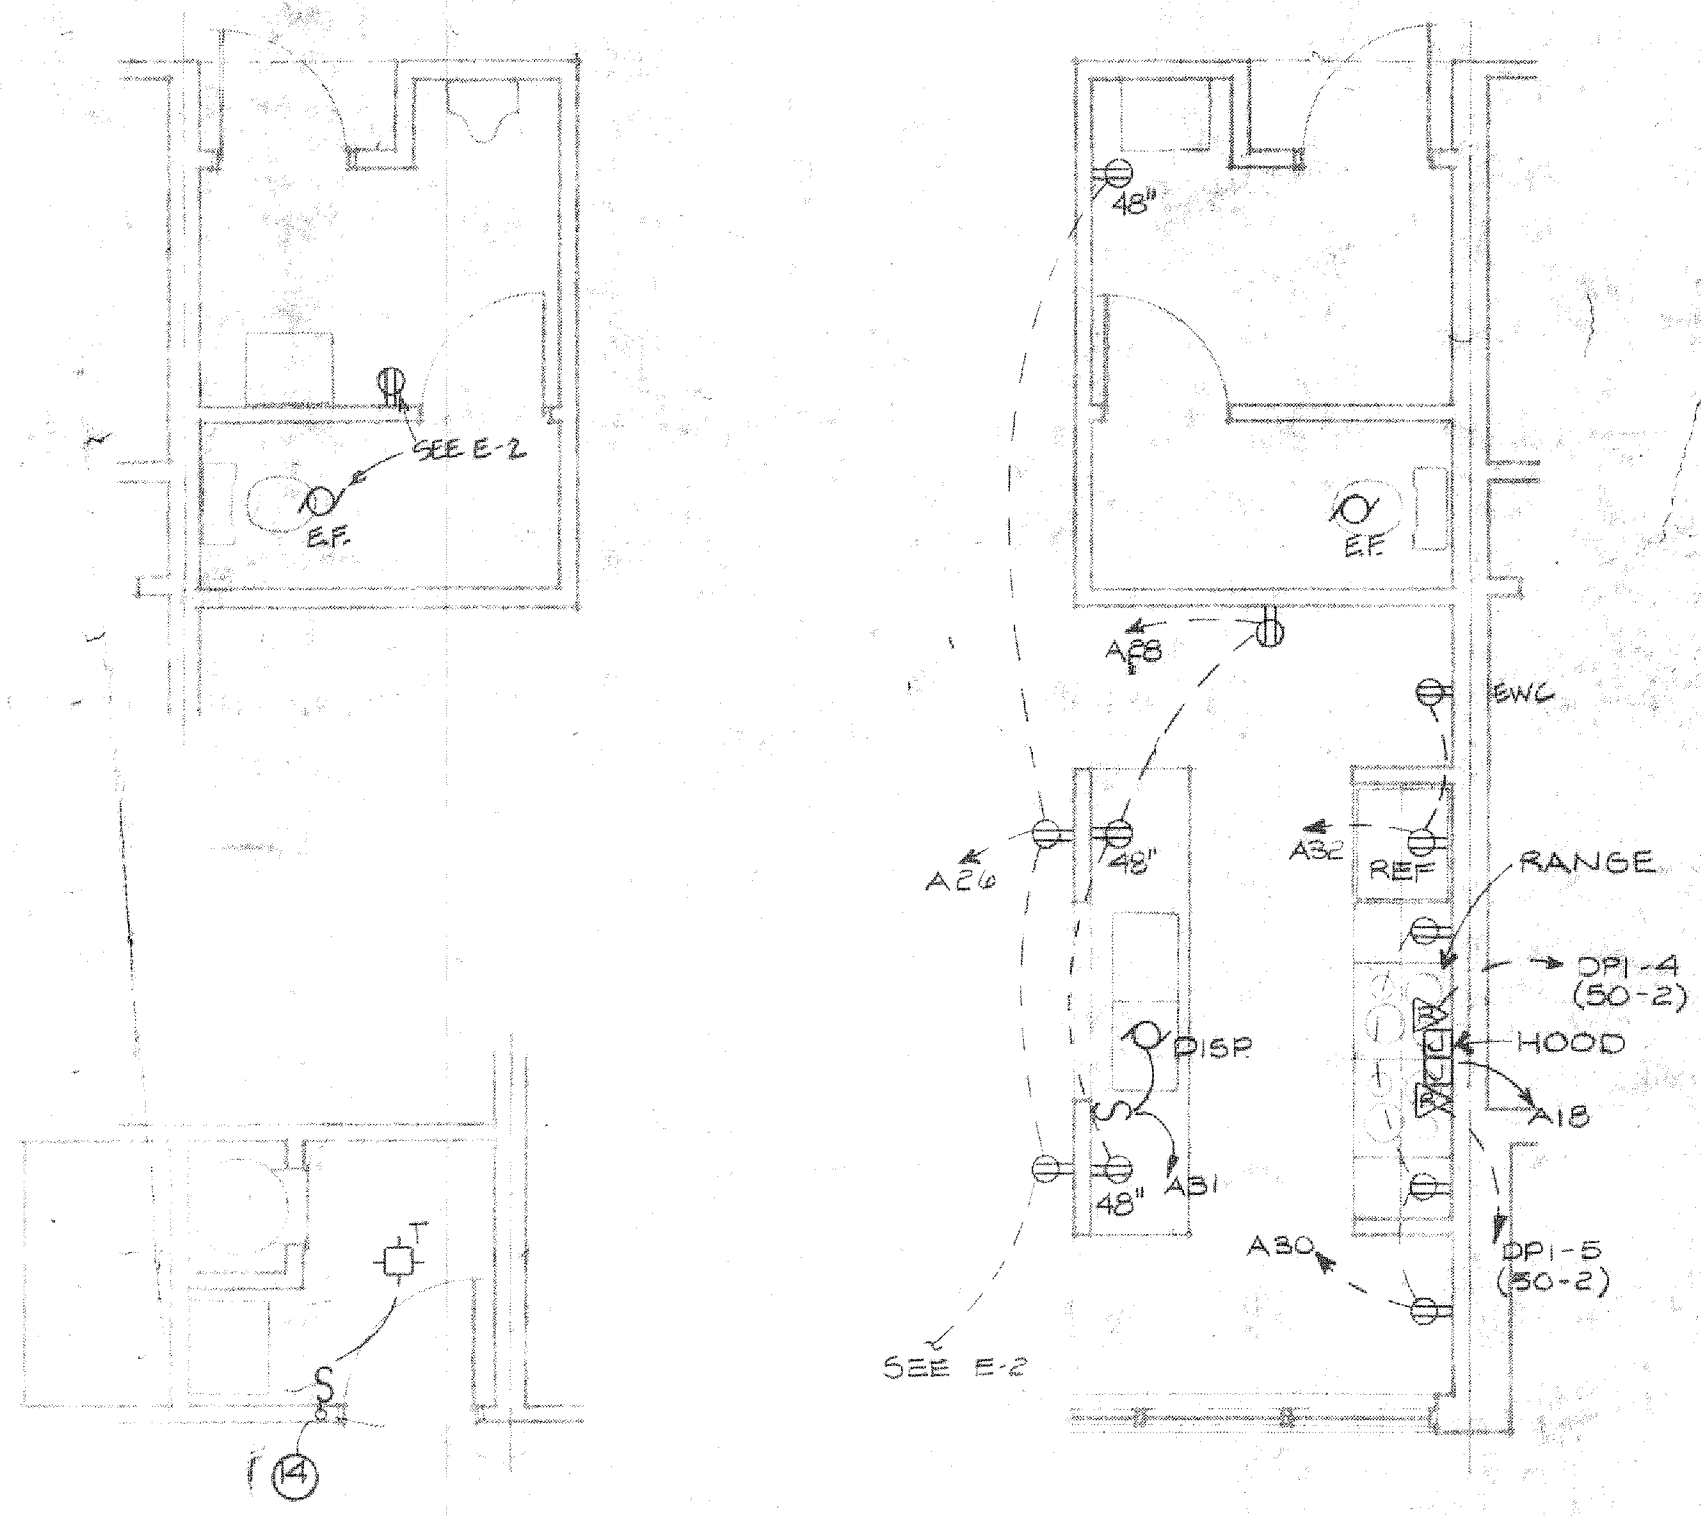 48"
SEE E-2
E.F.
E.F.
A28
EWC
A26
48"
A32
REF
RANGE
DP1-4
(50-2)
HOOD
DISP.
R
J
J
R
S
A18
A31
48"
T
A30
DP1-5
(50-2)
SEE E-2
S
14